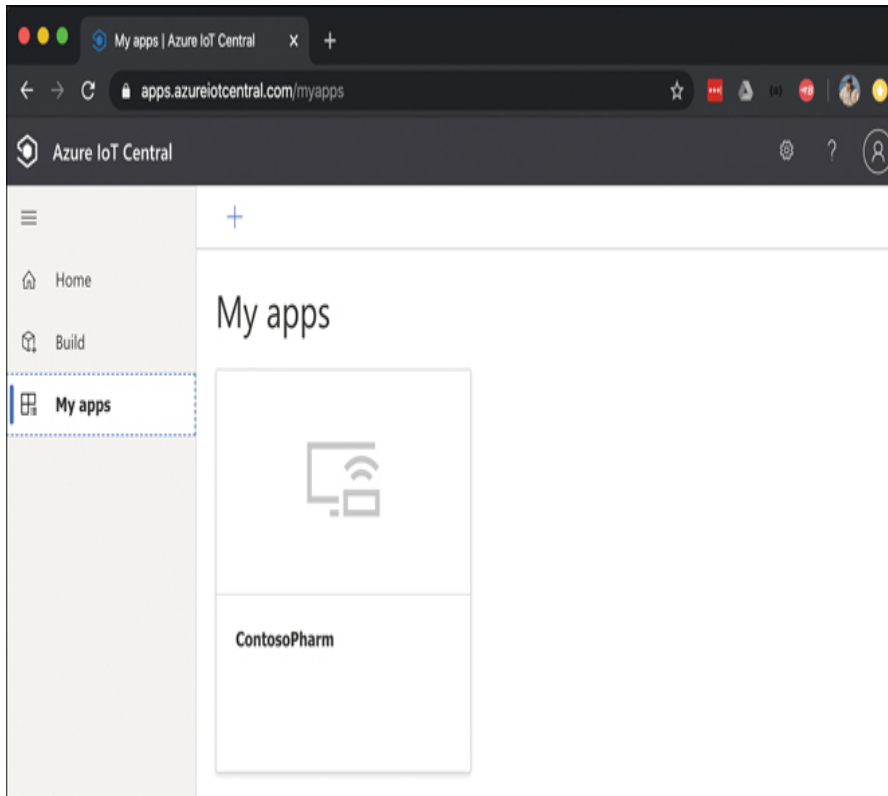 My apps | Azure IoT Central
apps.azureiotcentral.com/myapps
Azure IoT Central
?
Home
Build
My apps
My apps
ContosoPharm